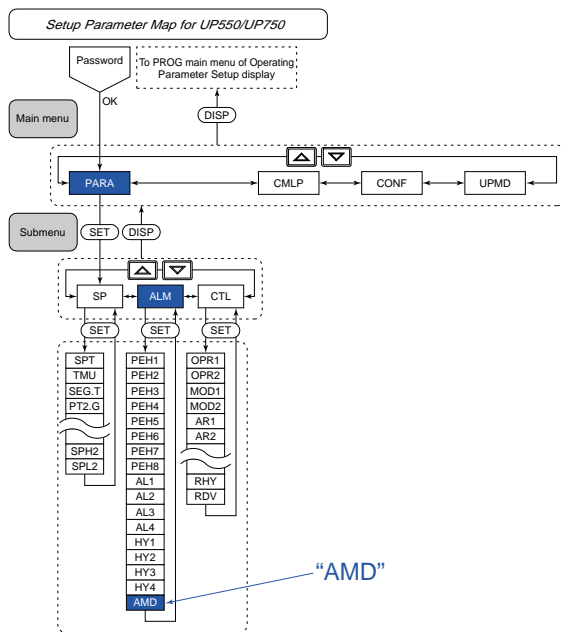 Setup Parameter Map for UP550/UP750
Password
To PROG main menu of Operating
Parameter Setup display
OK
DISP
Main menu
PARA
CMLP
CONF
UPMD
Submenu
SET
DISP
SP
ALM
CTL
SET
SET
SET
SPT
TMU
SEG.T
PT2.G
SPH2
SPL2
PEH1
PEH2
PEH3
PEH4
PEH5
PEH6
PEH7
PEH8
AL1
AL2
AL3
AL4
HY1
HY2
HY3
HY4
AMD
OPR1
OPR2
MOD1
MOD2
AR1
AR2
RHY
RDV
“AMD”